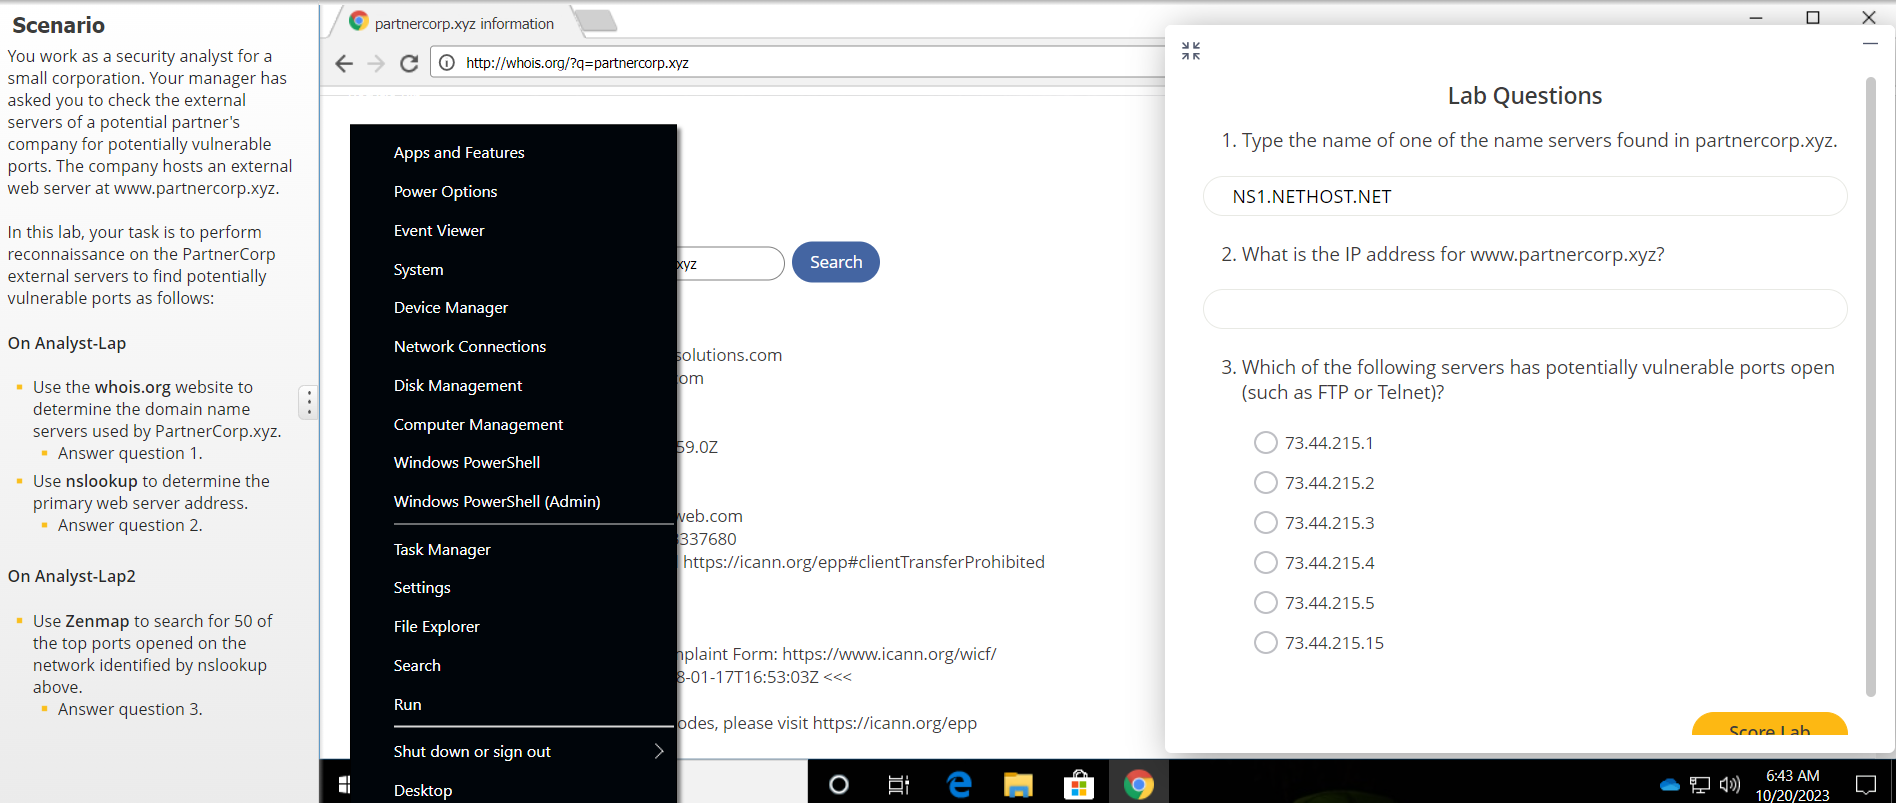 Scenario
You work as a security analyst for a
small corporation. Your manager has
asked you to check the external
servers of a potential partner's
company for potentially vulnerable
ports. The company hosts an external
web server at www.partnercorp.xyz.
In this lab, your task is to perform
reconnaissance on the PartnerCorp
external servers to find potentially
vulnerable ports as follows:
On Analyst-Lap
Use the whois.org website to
determine the domain name
servers used by PartnerCorp.xyz.
Answer question 1.
Use nslookup to determine the
primary web server address.
Answer question 2.
On Analyst-Lap2
Use Zenmap to search for 50 of
the top ports opened on the
network identified by nslookup
above.
Answer question 3.
partnercorp.xyz information
http://whois.org/?q=partnercorp.xyz
Apps and Features
Power Options
Event Viewer
System
Device Manager
Network Connections
Disk Management
Computer Management
Windows PowerShell
Windows PowerShell (Admin)
Task Manager
Settings
File Explorer
Search
Run
Shut down or sign out
Desktop
xyz
Search
solutions.com
om
59.0Z
web.com
337680
https://icann.org/epp#clientTransferProhibited
nplaint Form: https://www.icann.org/wicf/
8-01-17T16:53:03Z <<<
odes, please visit https://icann.org/epp
Lab Questions
1. Type the name of one of the name servers found in partnercorp.xyz.
NS1.NETHOST.NET
2. What is the IP address for www.partnercorp.xyz?
3. Which of the following servers has potentially vulnerable ports open
(such as FTP or Telnet)?
73.44.215.1
73.44.215.2
73.44.215.3
73.44.215.4
73.44.215.5
73.44.215.15
Score Lab
6:43 AM
10/20/2023